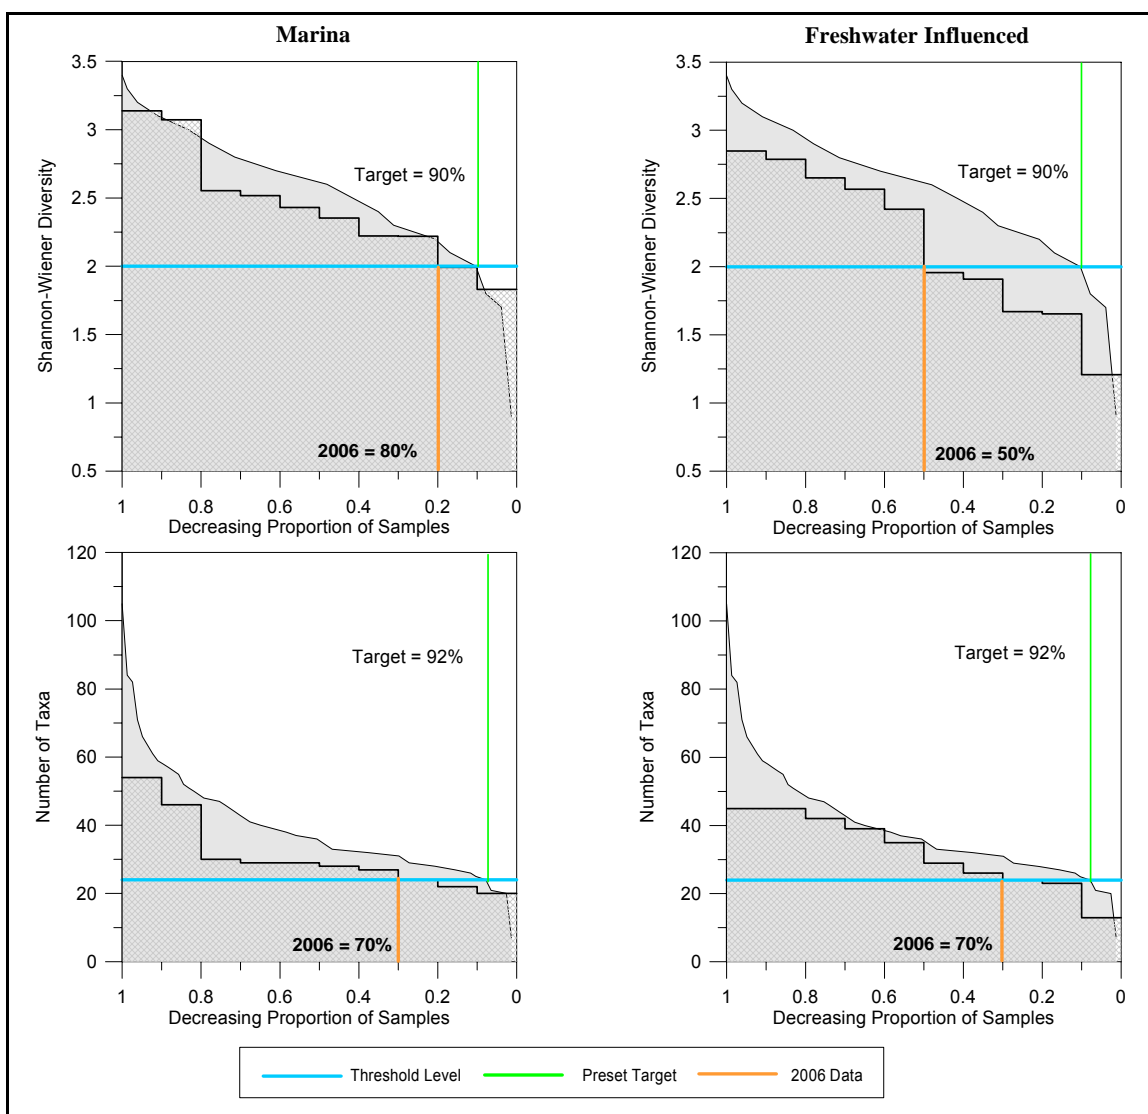 Marina
Freshwater Influenced
3.5
3
2.5
2
1.5
1
0.5
Shannon-Wiener Diversity
Target = 90%
2006 = 80%
1 0.8 0.6 0.4 0.2 0
Decreasing Proportion of Samples
3.5
3
2.5
2
1.5
1
0.5
Shannon-Wiener Diversity
Target = 90%
2006 = 50%
1 0.8 0.6 0.4 0.2 0
Decreasing Proportion of Samples
120
100
80
60
40
20
0
Number of Taxa
Target = 92%
2006 = 70%
1 0.8 0.6 0.4 0.2 0
Decreasing Proportion of Samples
120
100
80
60
40
20
0
Number of Taxa
Target = 92%
2006 = 70%
1 0.8 0.6 0.4 0.2 0
Decreasing Proportion of Samples
Threshold Level
Preset Target
2006 Data